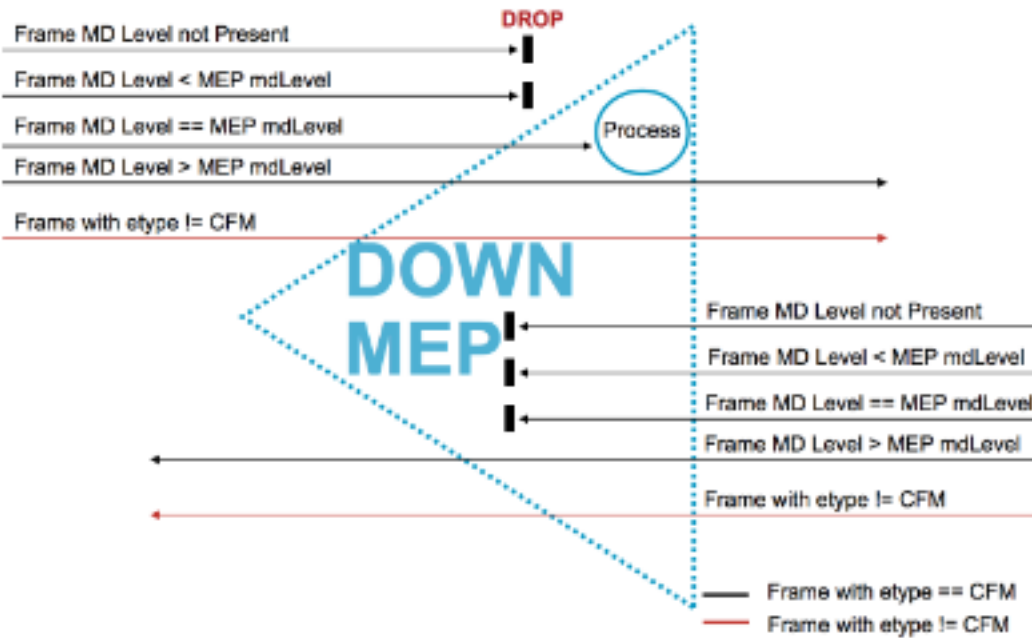 DROP
Frame MD Level not Present
Frame MD Level < MEP mdLevel
Frame MD Level == MEP mdLevel
Process
Frame MD Level > MEP mdLevel
Frame with etype != CFM
DOWN
MEP
Frame MD Level not Present
Frame MD Level < MEP mdLevel
Frame MD Level == MEP mdLevel
Frame MD Level > MEP mdLevel
Frame with etype != CFM
Frame with etype == CFM
Frame with etype != CFM